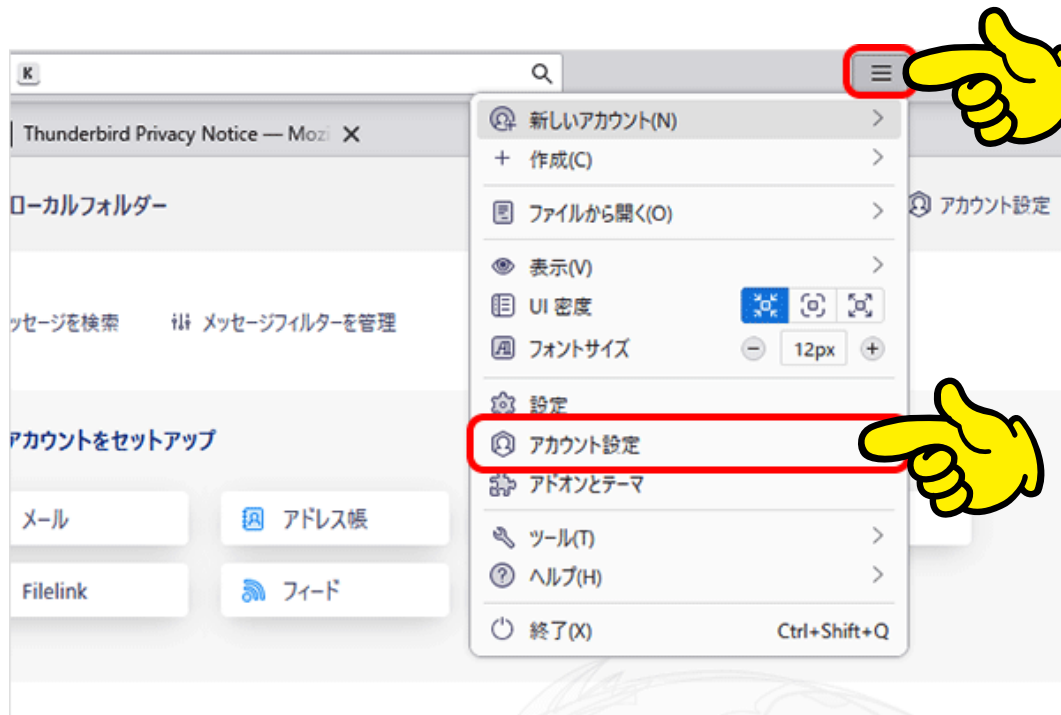 K
Thunderbird Privacy Notice — Mozi
ローカルフォルダー
アカウント設定
ッセージを検索
メッセージフィルターを管理
アカウントをセットアップ
メール
アドレス帳
Filelink
フィード
新しいアカウント(N)
作成(C)
ファイルから開く(O)
表示(V)
UI 密度
フォントサイズ
12px
設定
アカウント設定
アドオンとテーマ
ツール(T)
ヘルプ(H)
終了(X) Ctrl+Shift+Q